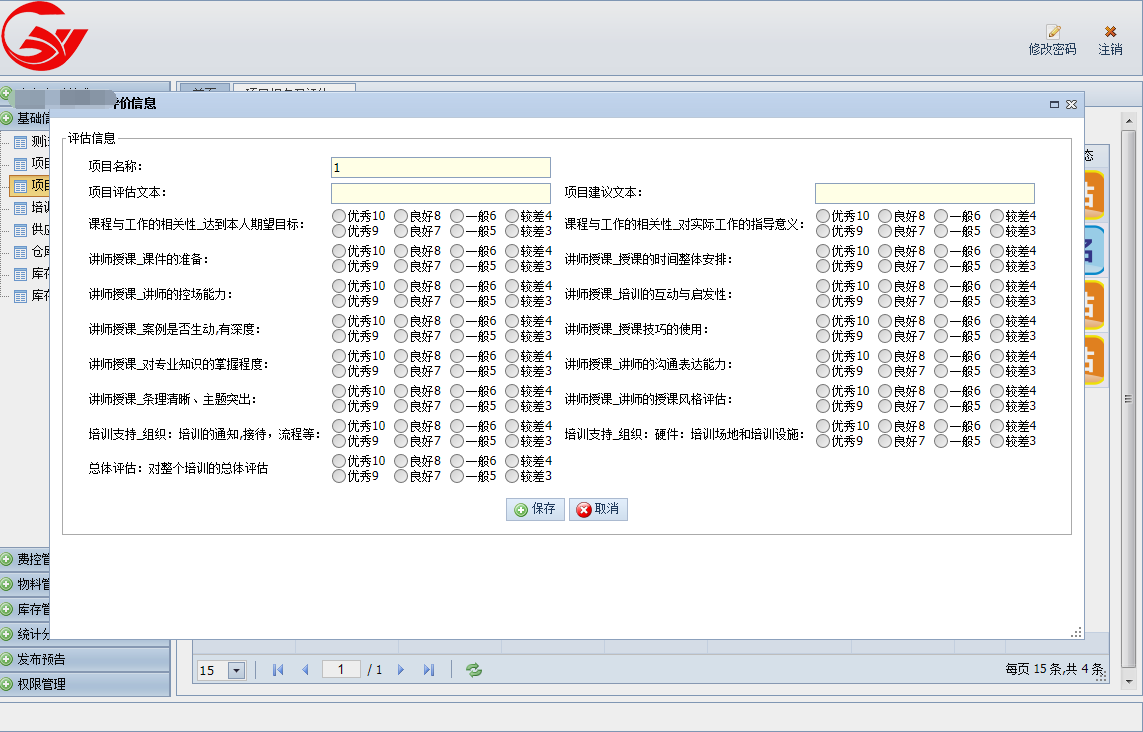 修改密码 注销
价信息
基础信
测
项目
项目
培训
供应
仓库
库存
库存
态
评估信息
项目名称: 1
项目评估文本: 项目建议文本:
课程与工作的相关性_达到本人期望目标: 优秀10 良好8 一般6 较差4 课程与工作的相关性_对实际工作的指导意义: 优秀10 良好8 一般6 较差4
优秀9 良好7 一般5 较差3 优秀9 良好7 一般5 较差3
讲师授课_课件的准备: 优秀10 良好8 一般6 较差4 讲师授课_授课的时间整体安排: 优秀10 良好8 一般6 较差4
优秀9 良好7 一般5 较差3 优秀9 良好7 一般5 较差3
讲师授课_讲师的控场能力: 优秀10 良好8 一般6 较差4 讲师授课_培训的互动与启发性: 优秀10 良好8 一般6 较差4
优秀9 良好7 一般5 较差3 优秀9 良好7 一般5 较差3
讲师授课_案例是否生动,有深度: 优秀10 良好8 一般6 较差4 讲师授课_授课技巧的使用: 优秀10 良好8 一般6 较差4
优秀9 良好7 一般5 较差3 优秀9 良好7 一般5 较差3
讲师授课_对专业知识的掌握程度: 优秀10 良好8 一般6 较差4 讲师授课_讲师的沟通表达能力: 优秀10 良好8 一般6 较差4
优秀9 良好7 一般5 较差3 优秀9 良好7 一般5 较差3
讲师授课_条理清晰、主题突出: 优秀10 良好8 一般6 较差4 讲师授课_讲师的授课风格评估: 优秀10 良好8 一般6 较差4
优秀9 良好7 一般5 较差3 优秀9 良好7 一般5 较差3
培训支持_组织：培训的通知,接待，流程等: 优秀10 良好8 一般6 较差4 培训支持_组织：硬件：培训场地和培训设施: 优秀10 良好8 一般6 较差4
优秀9 良好7 一般5 较差3 优秀9 良好7 一般5 较差3
总体评估：对整个培训的总体评估 优秀10 良好8 一般6 较差4
优秀9 良好7 一般5 较差3
保存 取消
费控管
物料管
库存管
统计分
发布预告
权限管理
15 1 / 1 每页 15 条,共 4 条